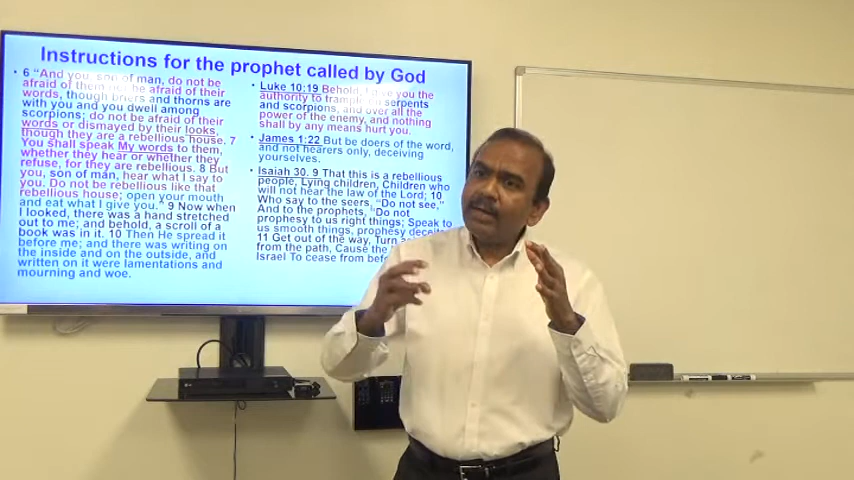 Instructions for the prophet called by God
• 6 "And you, son of man, do not be
afraid of them nor be afraid of their
words, though briers and thorns are
with you and you dwell among
scorpions; do not be afraid of their
words or dismayed by their looks,
though they are a rebellious house. 7
You shall speak My words to them,
whether they hear or whether they
refuse, for they are rebellious. 8 But
you, son of man, hear what I say to
you. Do not be rebellious like that
rebellious house; open your mouth
and eat what I give you." 9 Now when
I looked, there was a hand stretched
out to me; and behold, a scroll of a
book was in it. 10 Then He spread it
before me; and there was writing on
the inside and on the outside, and
written on it were lamentations and
mourning and woe.
• Luke 10:19 Behold, I give you the
authority to trample on serpents
and scorpions, and over all the
power of the enemy, and nothing
shall by any means hurt you.
• James 1:22 But be doers of the word,
and not hearers only, deceiving
yourselves.
• Isaiah 30. 9 That this is a rebellious
people, Lying children, Children who
will not hear the law of the Lord; 10
Who say to the seers, "Do not see,"
And to the prophets, "Do not
prophesy to us right things; Speak to
us smooth things, prophesy
11 Get out of the way, Turn
from the path, Cause the
Israel To cease from